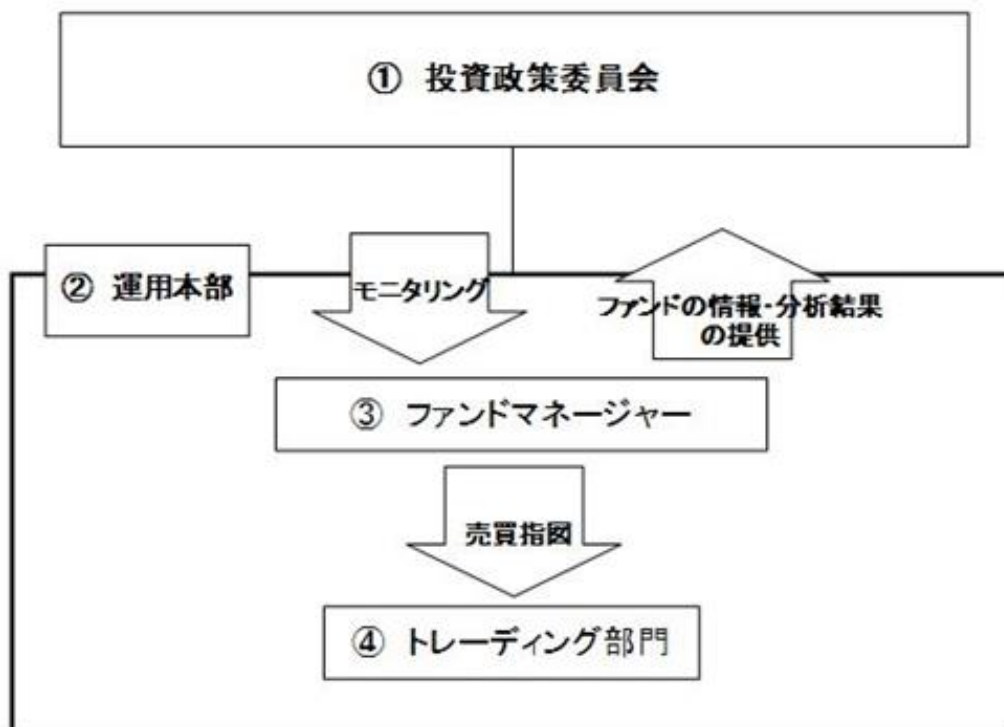 ① 投資政策委員会
② 運用本部
モニタリング
ファンドの情報・分析結果
の提供
③ ファンドマネージャー
売買指図
④ トレーディング部門